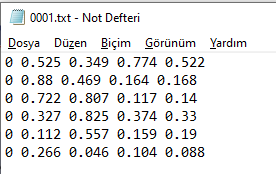 0001.txt - Not Defteri
Dosya Düzen Biçim Görünüm Yardım
0 0.525 0.349 0.774 0.522
0 0.88 0.469 0.164 0.168
0 0.722 0.807 0.117 0.14
0 0.327 0.825 0.374 0.33
0 0.112 0.557 0.159 0.19
0 0.266 0.046 0.104 0.088